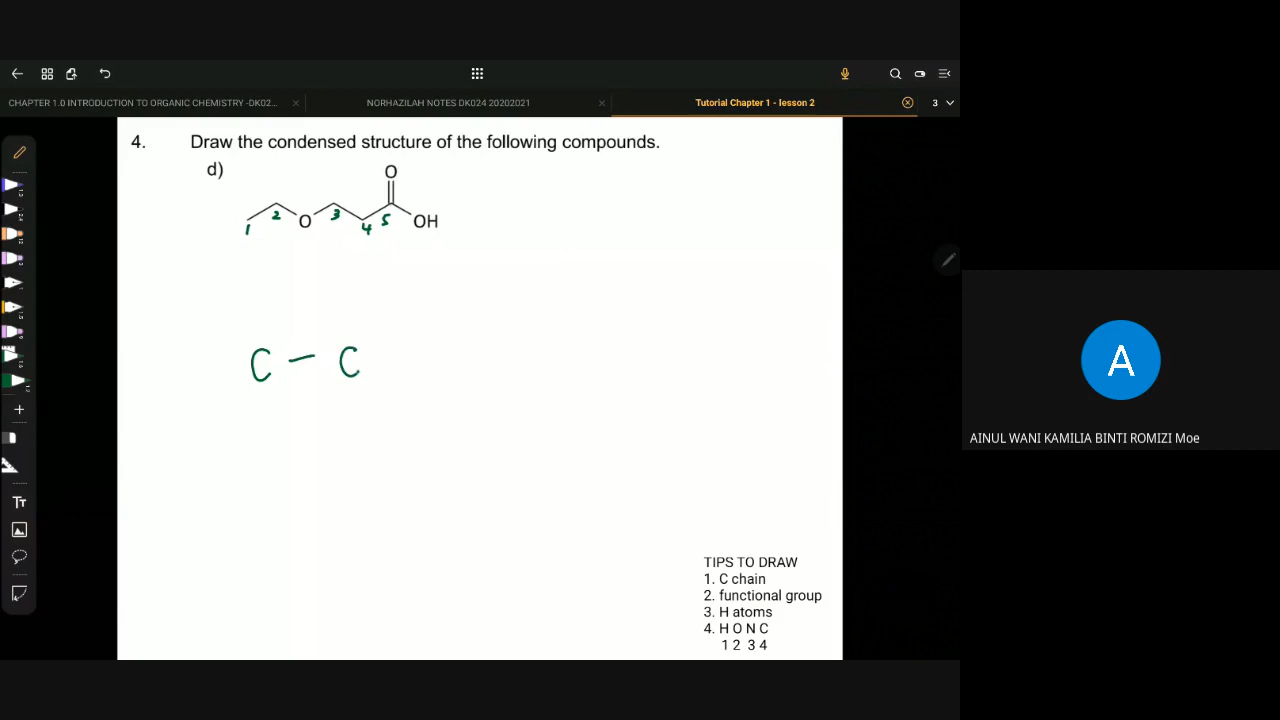 CHAPTER 1.0 INTRODUCTION TO ORGANIC CHEMISTRY -DK02...
NORHAZILAH NOTES DK024 20202021
Tutorial Chapter 1 - lesson 2
3
4. Draw the condensed structure of the following compounds.
d)
O
O
OH
1 2 3 4 5
C - C
TT
A
AINUL WANI KAMILIA BINTI ROMIZI Moe
TIPS TO DRAW
1. C chain
2. functional group
3. H atoms
4. H O N C
1 2 3 4